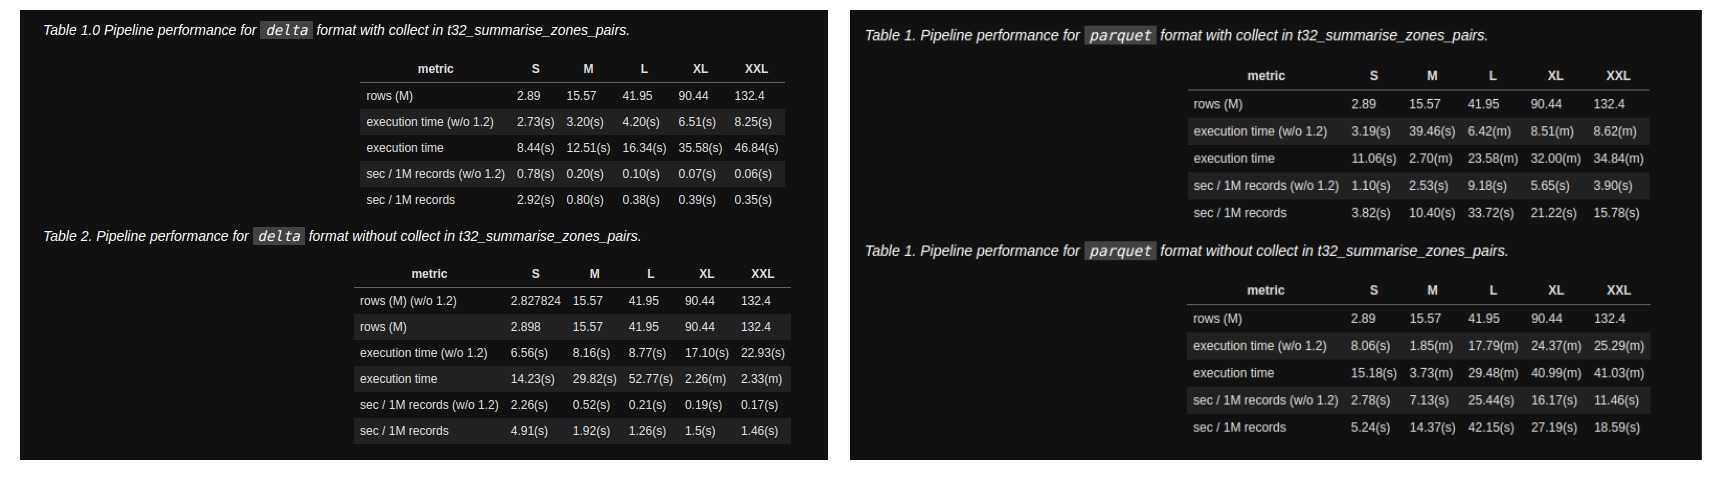 Table 1.0 Pipeline performance for delta format with collect in t32_summarise_zones_pairs.
metric S M L XL XXL
rows (M) 2.89 15.57 41.95 90.44 132.4
execution time (w/o 1.2) 2.73(s) 3.20(s) 4.20(s) 6.51(s) 8.25(s)
execution time 8.44(s) 12.51(s) 16.34(s) 35.58(s) 46.84(s)
sec / 1M records (w/o 1.2) 0.78(s) 0.20(s) 0.10(s) 0.07(s) 0.06(s)
sec / 1M records 2.92(s) 0.80(s) 0.38(s) 0.39(s) 0.35(s)
Table 2. Pipeline performance for delta format without collect in t32_summarise_zones_pairs.
metric S M L XL XXL
rows (M) (w/o 1.2) 2.827824 15.57 41.95 90.44 132.4
rows (M) 2.898 15.57 41.95 90.44 132.4
execution time (w/o 1.2) 6.56(s) 8.16(s) 8.77(s) 17.10(s) 22.93(s)
execution time 14.23(s) 29.82(s) 52.77(s) 2.26(m) 2.33(m)
sec / 1M records (w/o 1.2) 2.26(s) 0.52(s) 0.21(s) 0.19(s) 0.17(s)
sec / 1M records 4.91(s) 1.92(s) 1.26(s) 1.5(s) 1.46(s)
Table 1. Pipeline performance for parquet format with collect in t32_summarise_zones_pairs.
metric S M L XL XXL
rows (M) 2.89 15.57 41.95 90.44 132.4
execution time (w/o 1.2) 3.19(s) 39.46(s) 6.42(m) 8.51(m) 8.62(m)
execution time 11.06(s) 2.70(m) 23.58(m) 32.00(m) 34.84(m)
sec / 1M records (w/o 1.2) 1.10(s) 2.53(s) 9.18(s) 5.65(s) 3.90(s)
sec / 1M records 3.82(s) 10.40(s) 33.72(s) 21.22(s) 15.78(s)
Table 1. Pipeline performance for parquet format without collect in t32_summarise_zones_pairs.
metric S M L XL XXL
rows (M) 2.89 15.57 41.95 90.44 132.4
execution time (w/o 1.2) 8.06(s) 1.85(m) 17.79(m) 24.37(m) 25.29(m)
execution time 15.18(s) 3.73(m) 29.48(m) 40.99(m) 41.03(m)
sec / 1M records (w/o 1.2) 2.78(s) 7.13(s) 25.44(s) 16.17(s) 11.46(s)
sec / 1M records 5.24(s) 14.37(s) 42.15(s) 27.19(s) 18.59(s)